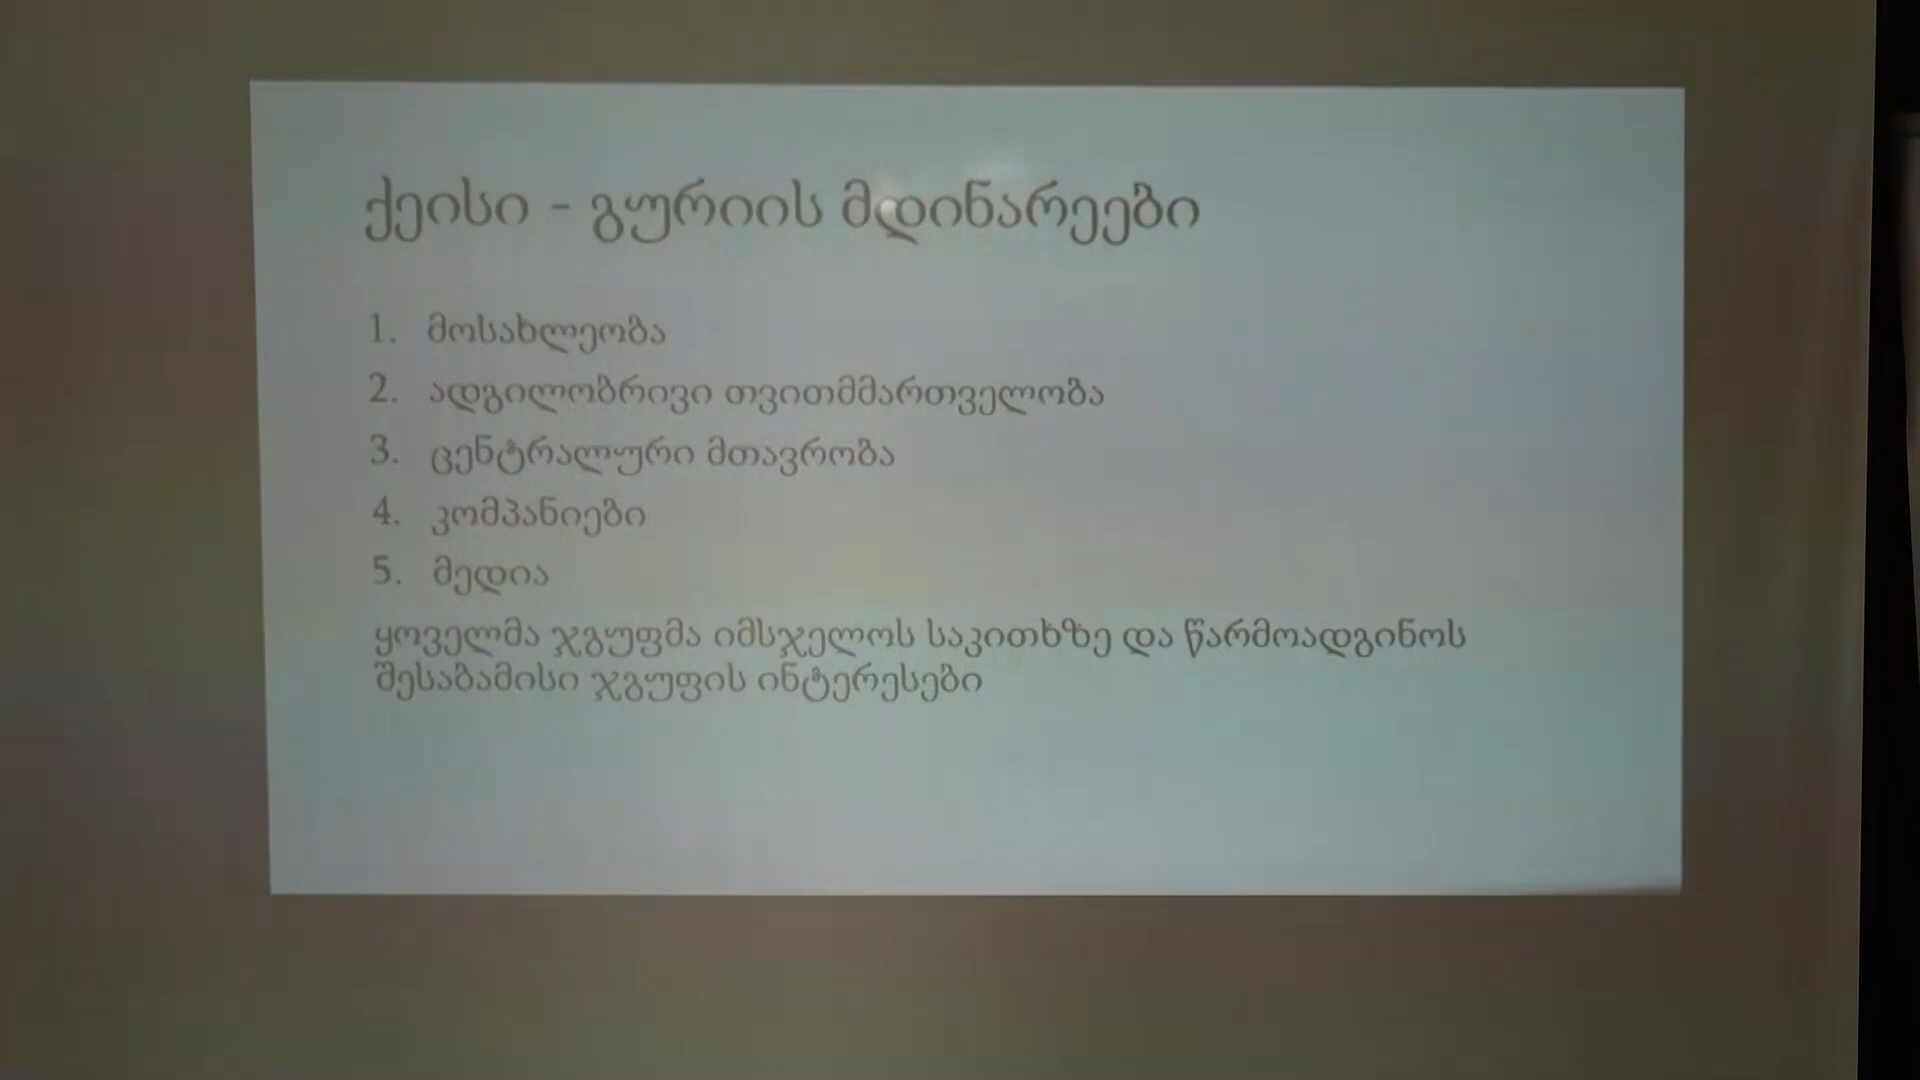 ქეისი - გურიის მდინარეები
1. მოსახლეობა
2. ადგილობრივი თვითმმართველობა
3. ცენტრალური მთავრობა
4. კომპანიები
5. მედია
ყოველმა ჯგუფმა იმსჯელოს საკითხზე და წარმოადგინოს
შესაბამისი ჯგუფის ინტერესები